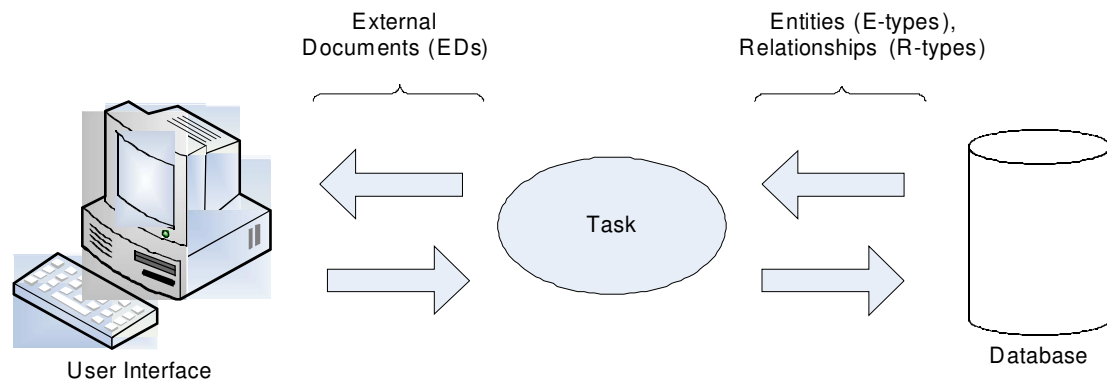 External
Documents (EDs)
Entities (E-types),
Relationships (R-types)
Task
User Interface
Database